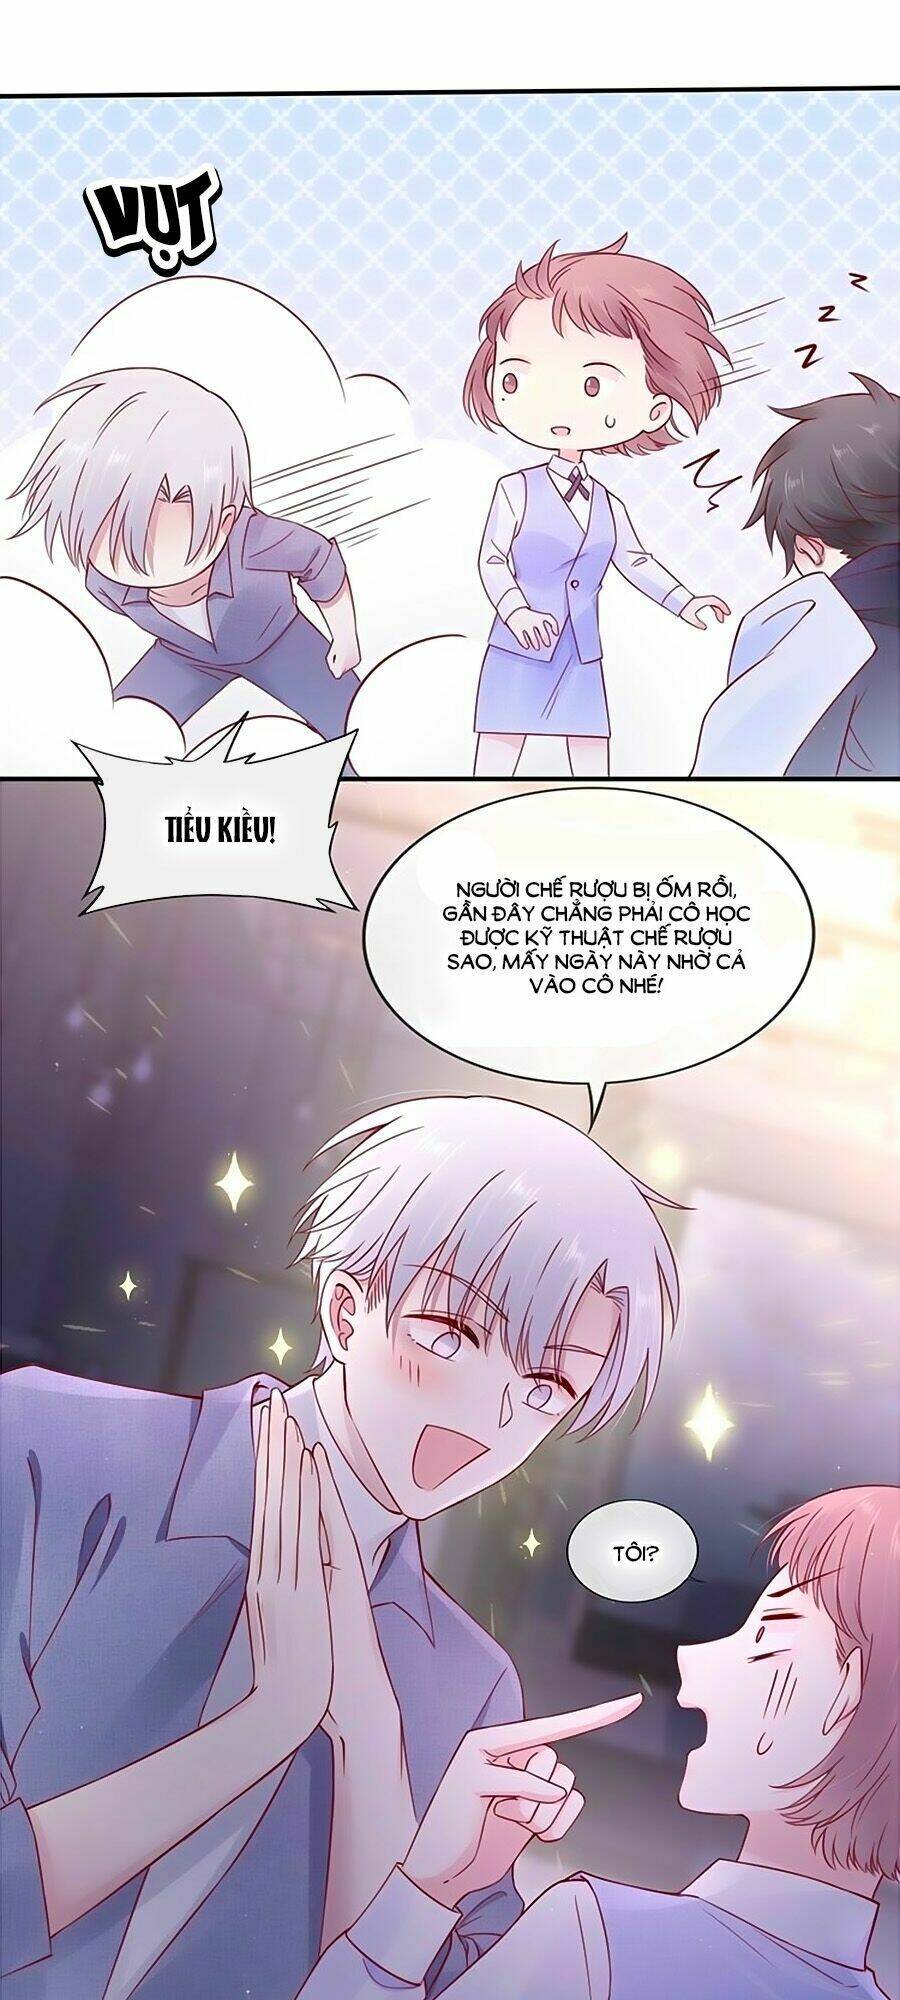 VỤT
TIỂU KIỀU!
NGƯỜI CHẾ RƯỢU BỊ ỐM RỒI,
GẦN ĐÂY CHẲNG PHẢI CÔ HỌC
ĐƯỢC KỸ THUẬT CHẾ RƯỢU
SAO, MẤY NGÀY NÀY NHỜ CẢ
VÀO CÔ NHÉ!
TÔI?